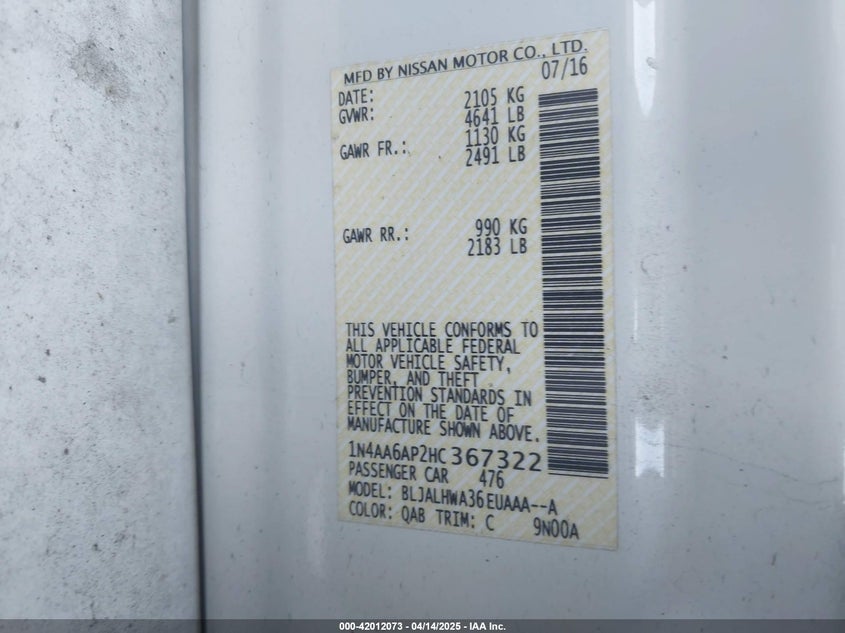 MFD BY NISSAN MOTOR CO., LTD.
DATE: 07/16
GVWR: 2105 KG
4641 LB
GAWR FR.: 1130 KG
2491 LB
GAWR RR.: 990 KG
2183 LB
THIS VEHICLE CONFORMS TO
ALL APPLICABLE FEDERAL
MOTOR VEHICLE SAFETY,
BUMPER, AND THEFT
PREVENTION STANDARDS IN
EFFECT ON THE DATE OF
MANUFACTURE SHOWN ABOVE.
1N4AA6AP2HC367322
PASSENGER CAR 476
MODEL: BLJALHWA36EUAAA--A
COLOR: QAB TRIM: C 9N00A
000-42012073 - 04/14/2025 - IAA Inc.